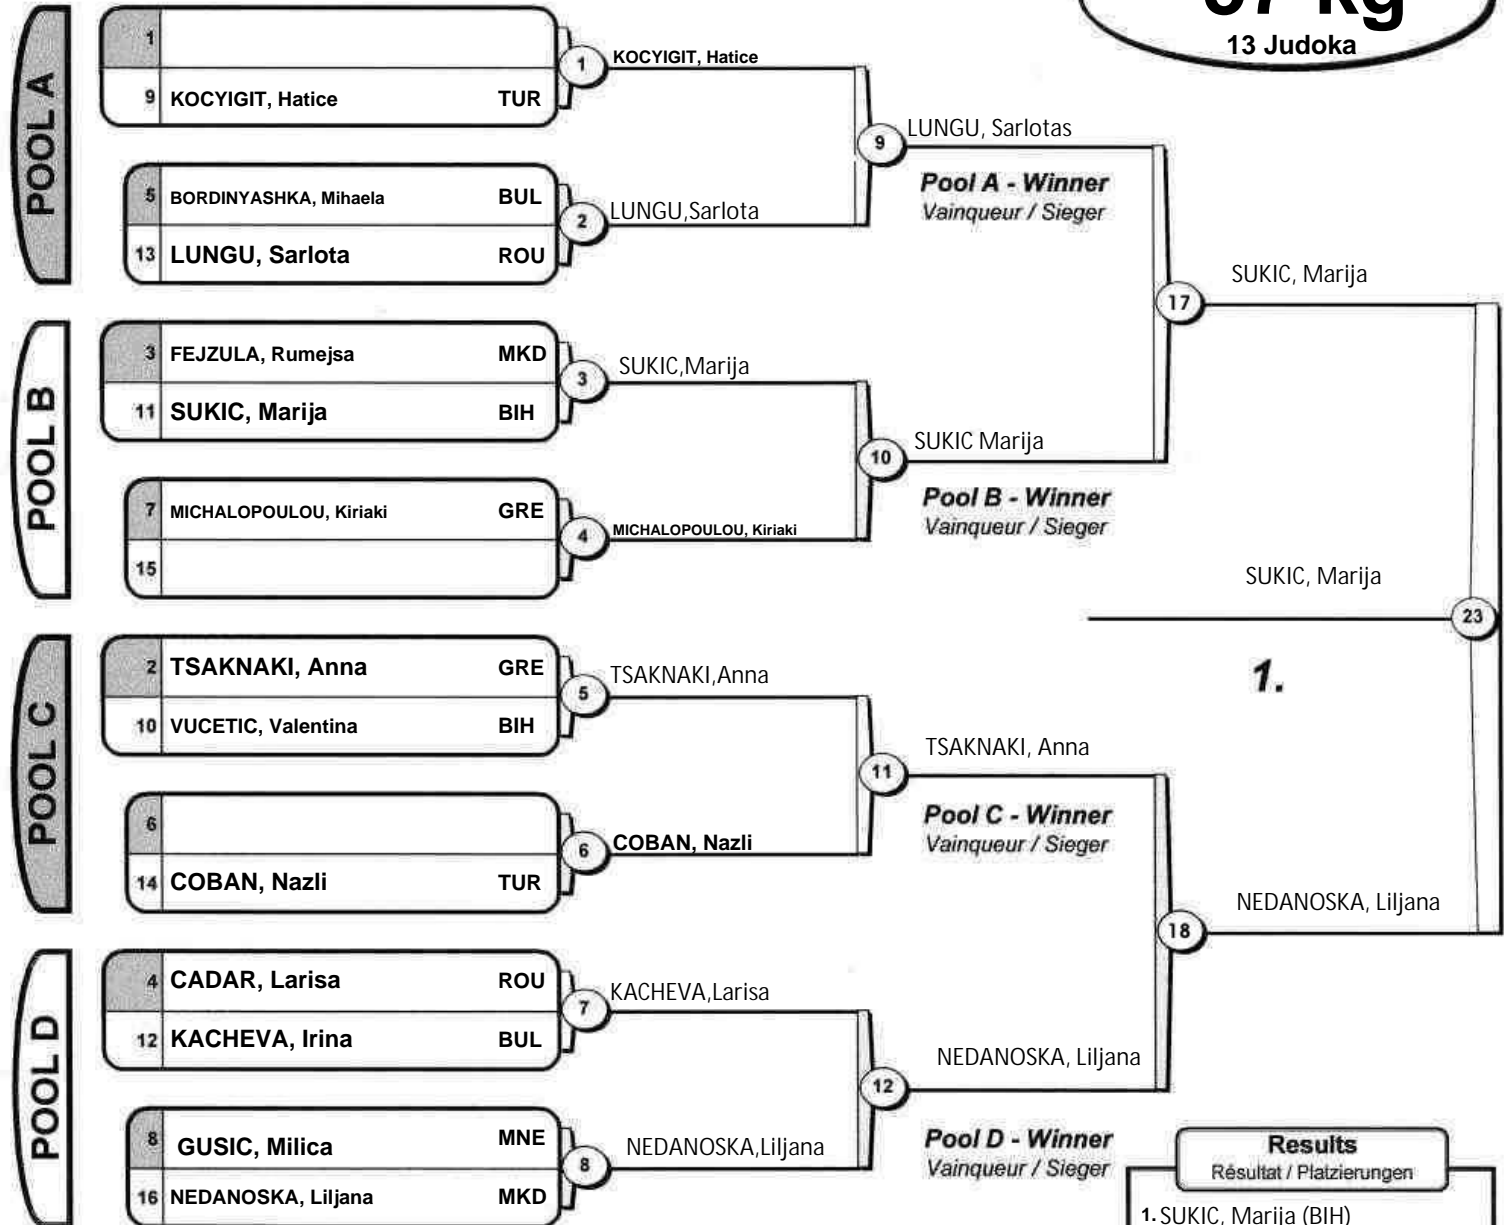 57 kg
13 Judoka
POOL A
1
9 KOCYIGIT, Hatice TUR
1 KOCYIGIT, Hatice
5 BORDINYASHKA, Mihaela BUL
13 LUNGU, Sarlota ROU
2 LUNGU,Sarlota
9 LUNGU, Sarlotas
Pool A - Winner
Vainqueur / Sieger
POOL B
3 FEJZULA, Rumejsa MKD
11 SUKIC, Marija BIH
3 SUKIC,Marija
7 MICHALOPOULOU, Kiriaki GRE
15
4 MICHALOPOULOU, Kiriaki
10 SUKIC Marija
Pool B - Winner
Vainqueur / Sieger
17 SUKIC, Marija
POOL C
2 TSAKNAKI, Anna GRE
10 VUCETIC, Valentina BIH
5 TSAKNAKI,Anna
6
14 COBAN, Nazli TUR
6 COBAN, Nazli
11 TSAKNAKI, Anna
Pool C - Winner
Vainqueur / Sieger
POOL D
4 CADAR, Larisa ROU
12 KACHEVA, Irina BUL
7 KACHEVA,Larisa
8 GUSIC, Milica MNE
16 NEDANOSKA, Liljana MKD
8 NEDANOSKA,Liljana
12 NEDANOSKA, Liljana
Pool D - Winner
Vainqueur / Sieger
18 NEDANOSKA, Liljana
SUKIC, Marija
23
1.
Results
Résultat / Platzierungen
1. SUKIC, Marija (BIH)